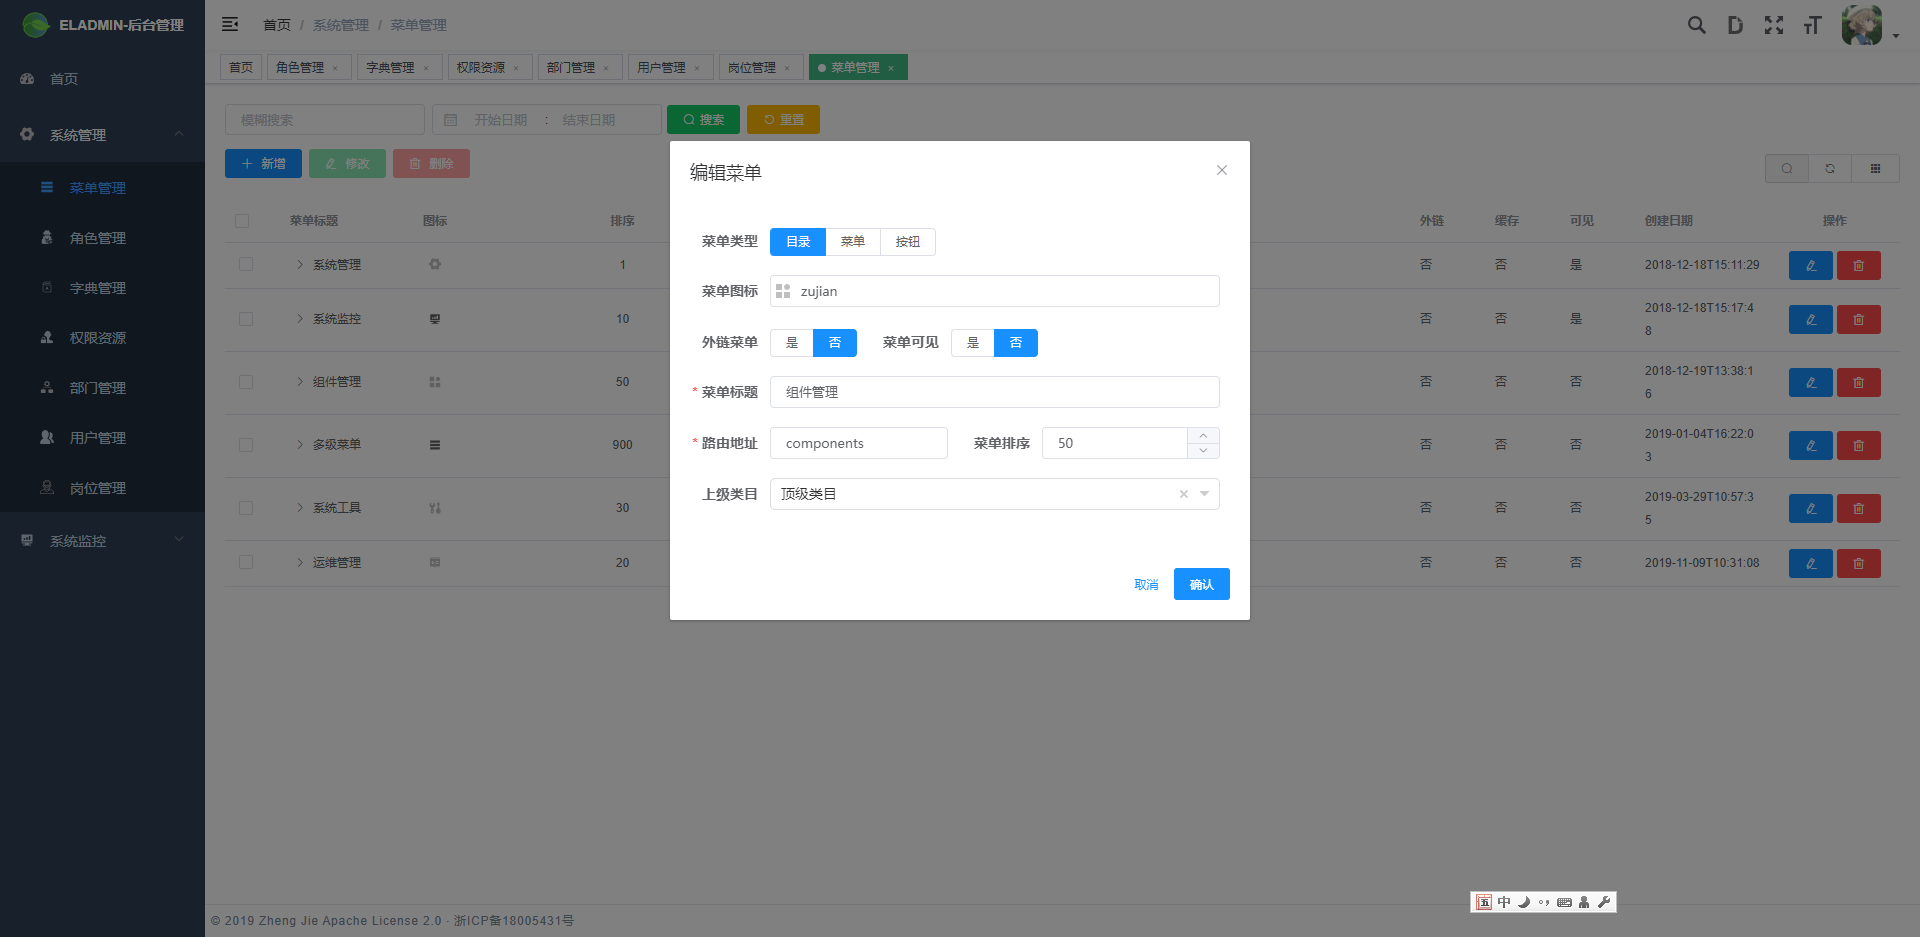 ELADMIN-后台管理
首页 / 系统管理 / 菜单管理
首页 角色管理 × 字典管理 × 权限资源 × 部门管理 × 用户管理 × 岗位管理 × 菜单管理 ×
首页
系统管理
菜单管理
角色管理
字典管理
权限资源
部门管理
用户管理
岗位管理
系统监控
模糊搜索 开始日期 : 结束日期 搜索 重置
新增 修改 删除
菜单标题 图标 排序 外链 缓存 可见 创建日期 操作
系统管理 1 否 否 是 2018-12-18T15:11:29
系统监控 10 否 否 是 2018-12-18T15:17:4
8
组件管理 50 否 否 否 2018-12-19T13:38:1
6
多级菜单 900 否 否 否 2019-01-04T16:22:0
3
系统工具 30 否 否 否 2019-03-29T10:57:3
5
运维管理 20 否 否 否 2019-11-09T10:31:08
编辑菜单
菜单类型 目录 菜单 按钮
菜单图标 zujian
外链菜单 是 否 菜单可见 是 否
* 菜单标题 组件管理
* 路由地址 components 菜单排序 50
上级类目 顶级类目
取消 确认
© 2019 Zheng Jie Apache License 2.0 · 浙ICP备18005431号
五 中